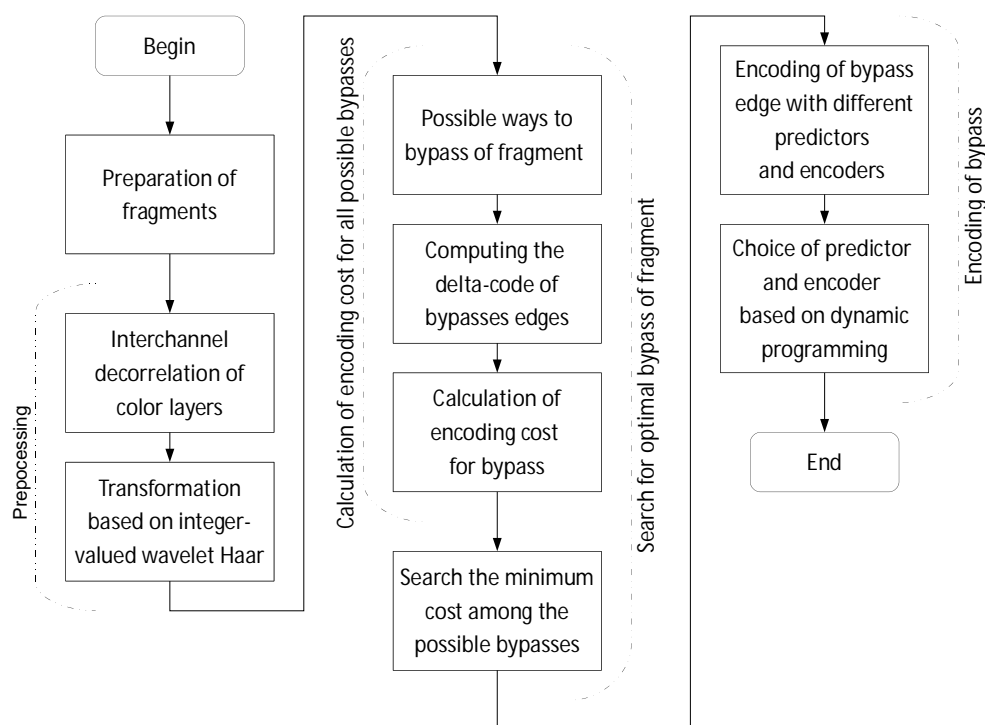 Begin
Preparation of
fragments
Prepocessing
Interchannel
decorrelation of
color layers
Transformation
based on integer-
valued wavelet Haar
Calculation of encoding cost for all possible bypasses
Possible ways to
bypass of fragment
Computing the
delta-code of
bypasses edges
Calculation of
encoding cost
for bypass
Search the minimum
cost among the
possible bypasses
Search for optimal bypass of fragment
Encoding of bypass
edge with different
predictors
and encoders
Choice of predictor
and encoder
based on dynamic
programming
Encoding of bypass
End